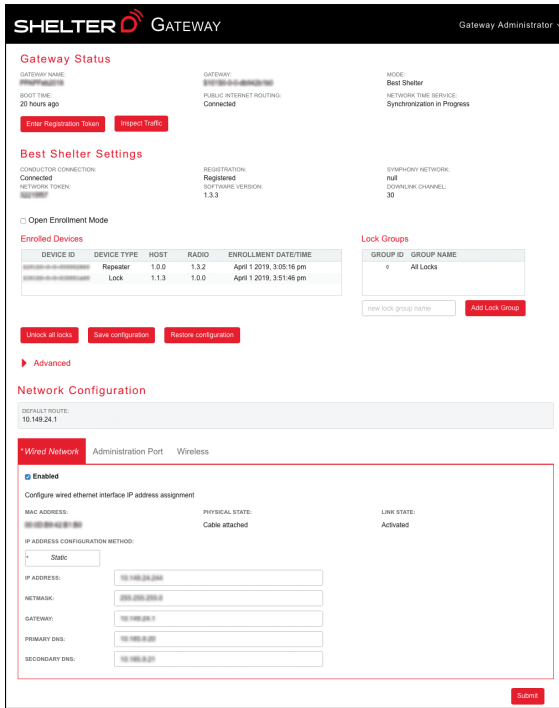 SHELTER GATEWAY
Gateway Administrator
Gateway Status
GATEWAY NAME: GATEWAY: MODE:
Best Shelter
BOOT TIME: PUBLIC INTERNET ROUTING: NETWORK TIME SERVICE:
20 hours ago Connected Synchronization in Progress
Enter Registration Token Inspect Traffic
Best Shelter Settings
CONDUCTOR CONNECTION: REGISTRATION: SYMPHONY NETWORK:
Connected Registered null
NETWORK TOKEN: SOFTWARE VERSION: DOWNLINK CHANNEL:
1.3.3 30
Open Enrollment Mode
Enrolled Devices Lock Groups
DEVICE ID DEVICE TYPE HOST RADIO ENROLLMENT DATE/TIME GROUP ID GROUP NAME
Repeater 1.0.0 1.3.2 April 1 2019, 3:05:16 pm 0 All Locks
Lock 1.1.3 1.0.0 April 1 2019, 3:51:46 pm
new lock group name Add Lock Group
Unlock all locks Save configuration Restore configuration
Advanced
Network Configuration
DEFAULT ROUTE:
10.149.24.1
*Wired Network Administration Port Wireless
Enabled
Configure wired ethernet interface IP address assignment
MAC ADDRESS: PHYSICAL STATE: LINK STATE:
Cable attached Activated
IP ADDRESS CONFIGURATION METHOD:
* Static
IP ADDRESS:
NETMASK:
GATEWAY:
PRIMARY DNS:
SECONDARY DNS:
Submit